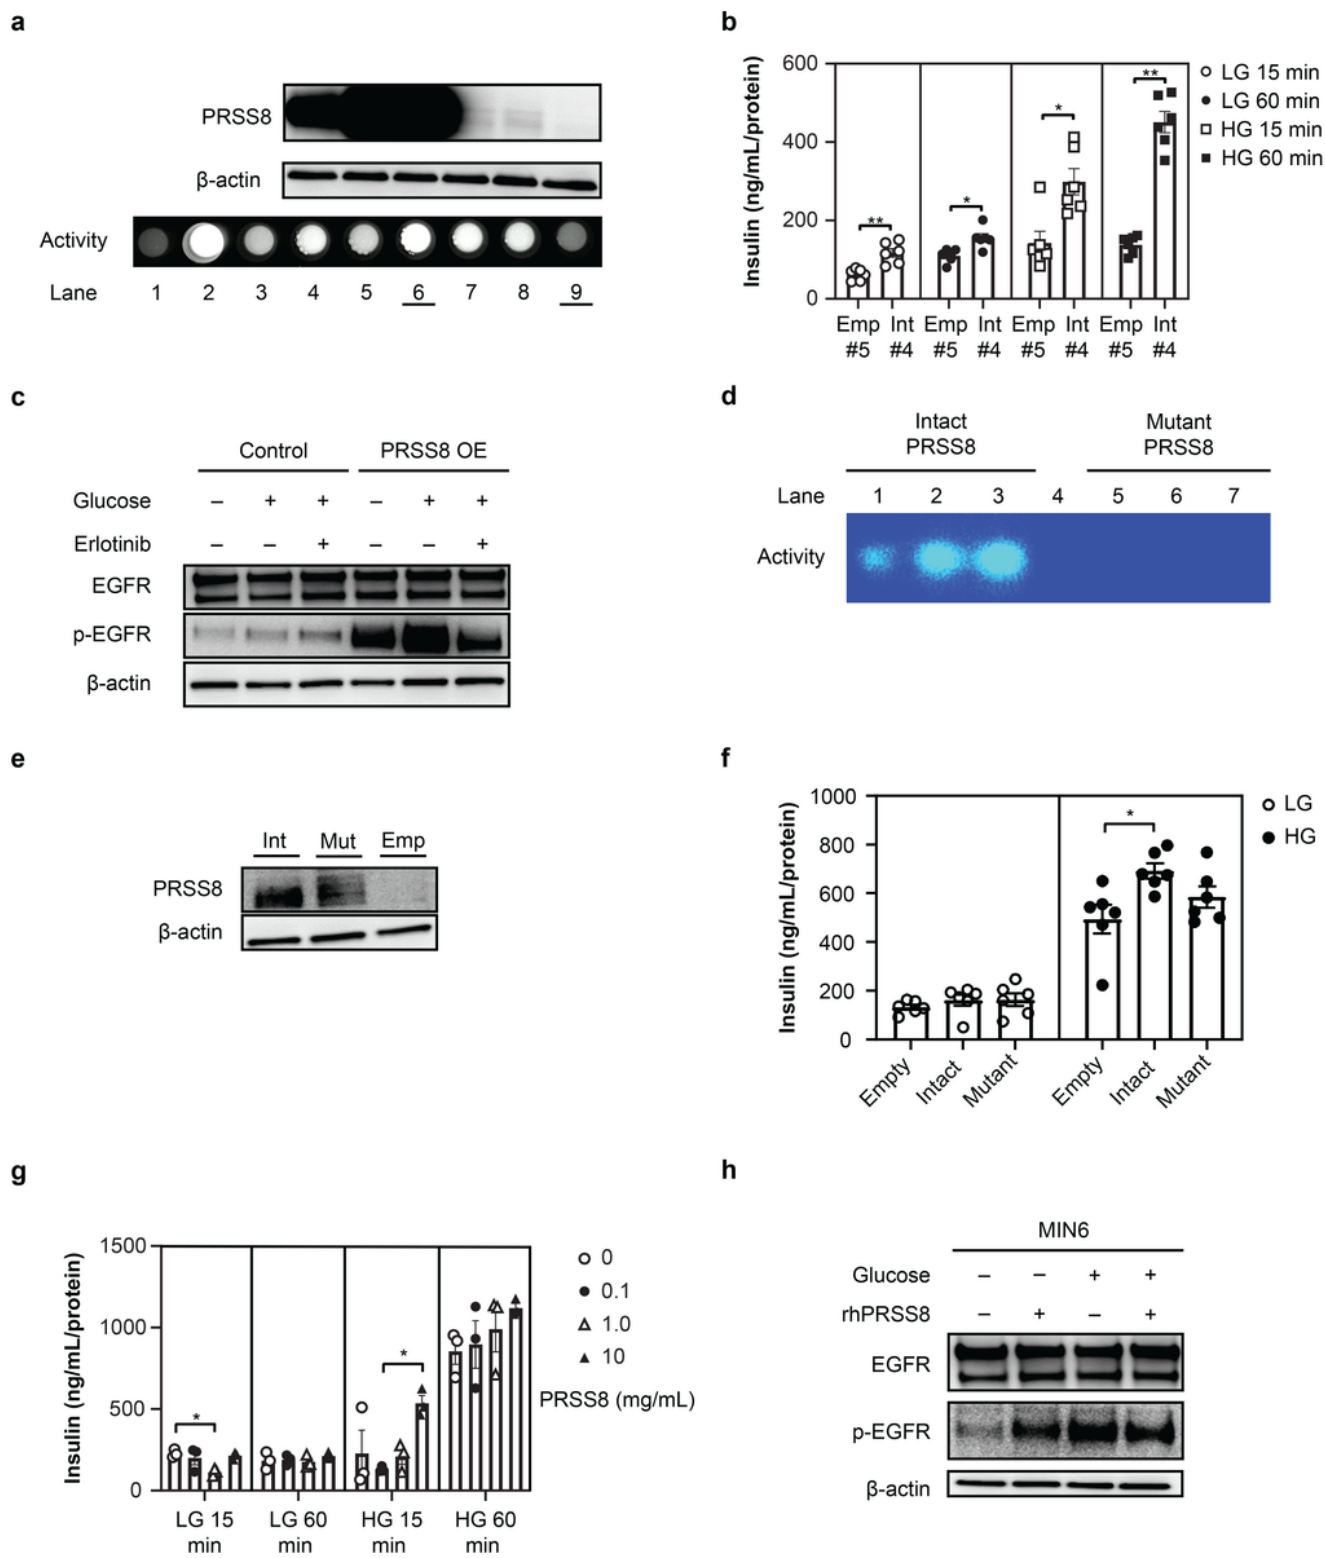 a
PRSS8
β-actin
Activity
Lane 1 2 3 4 5 6 7 8 9
b
Insulin (ng/mL/protein)
600
400
200
0
** * * **
LG 15 min
LG 60 min
HG 15 min
HG 60 min
Emp Int Emp Int Emp Int Emp Int
#5 #4 #5 #4 #5 #4 #5 #4
c
Control PRSS8 OE
Glucose – + + – + +
Erlotinib – – + – – +
EGFR
p-EGFR
β-actin
d
Intact Mutant
PRSS8 PRSS8
Lane 1 2 3 4 5 6 7
Activity
e
Int Mut Emp
PRSS8
β-actin
f
Insulin (ng/mL/protein)
1000
800
600
400
200
0
*
LG
HG
Empty Intact Mutant Empty Intact Mutant
g
Insulin (ng/mL/protein)
1500
1000
500
0
* *
0
0.1
1.0
10
PRSS8 (mg/mL)
LG 15 LG 60 HG 15 HG 60
min min min min
h
MIN6
Glucose – – + +
rhPRSS8 – + – +
EGFR
p-EGFR
β-actin